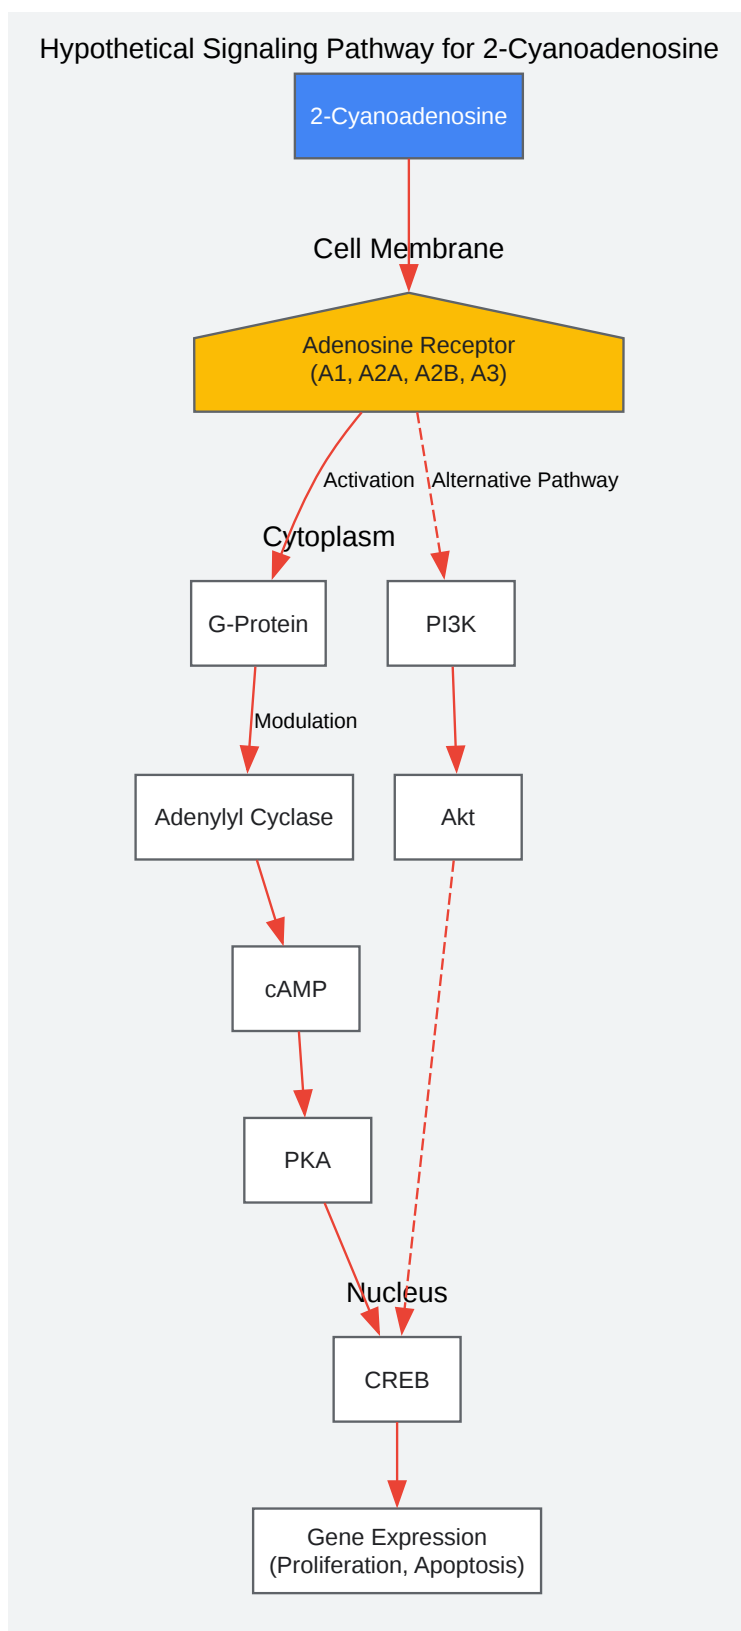 Hypothetical Signaling Pathway for 2-Cyanoadenosine
2-Cyanoadenosine
Cell Membrane
Adenosine Receptor
(A1, A2A, A2B, A3)
Activation
Alternative Pathway
Cytoplasm
G-Protein
PI3K
Modulation
Adenylyl Cyclase
Akt
cAMP
PKA
Nucleus
CREB
Gene Expression
(Proliferation, Apoptosis)